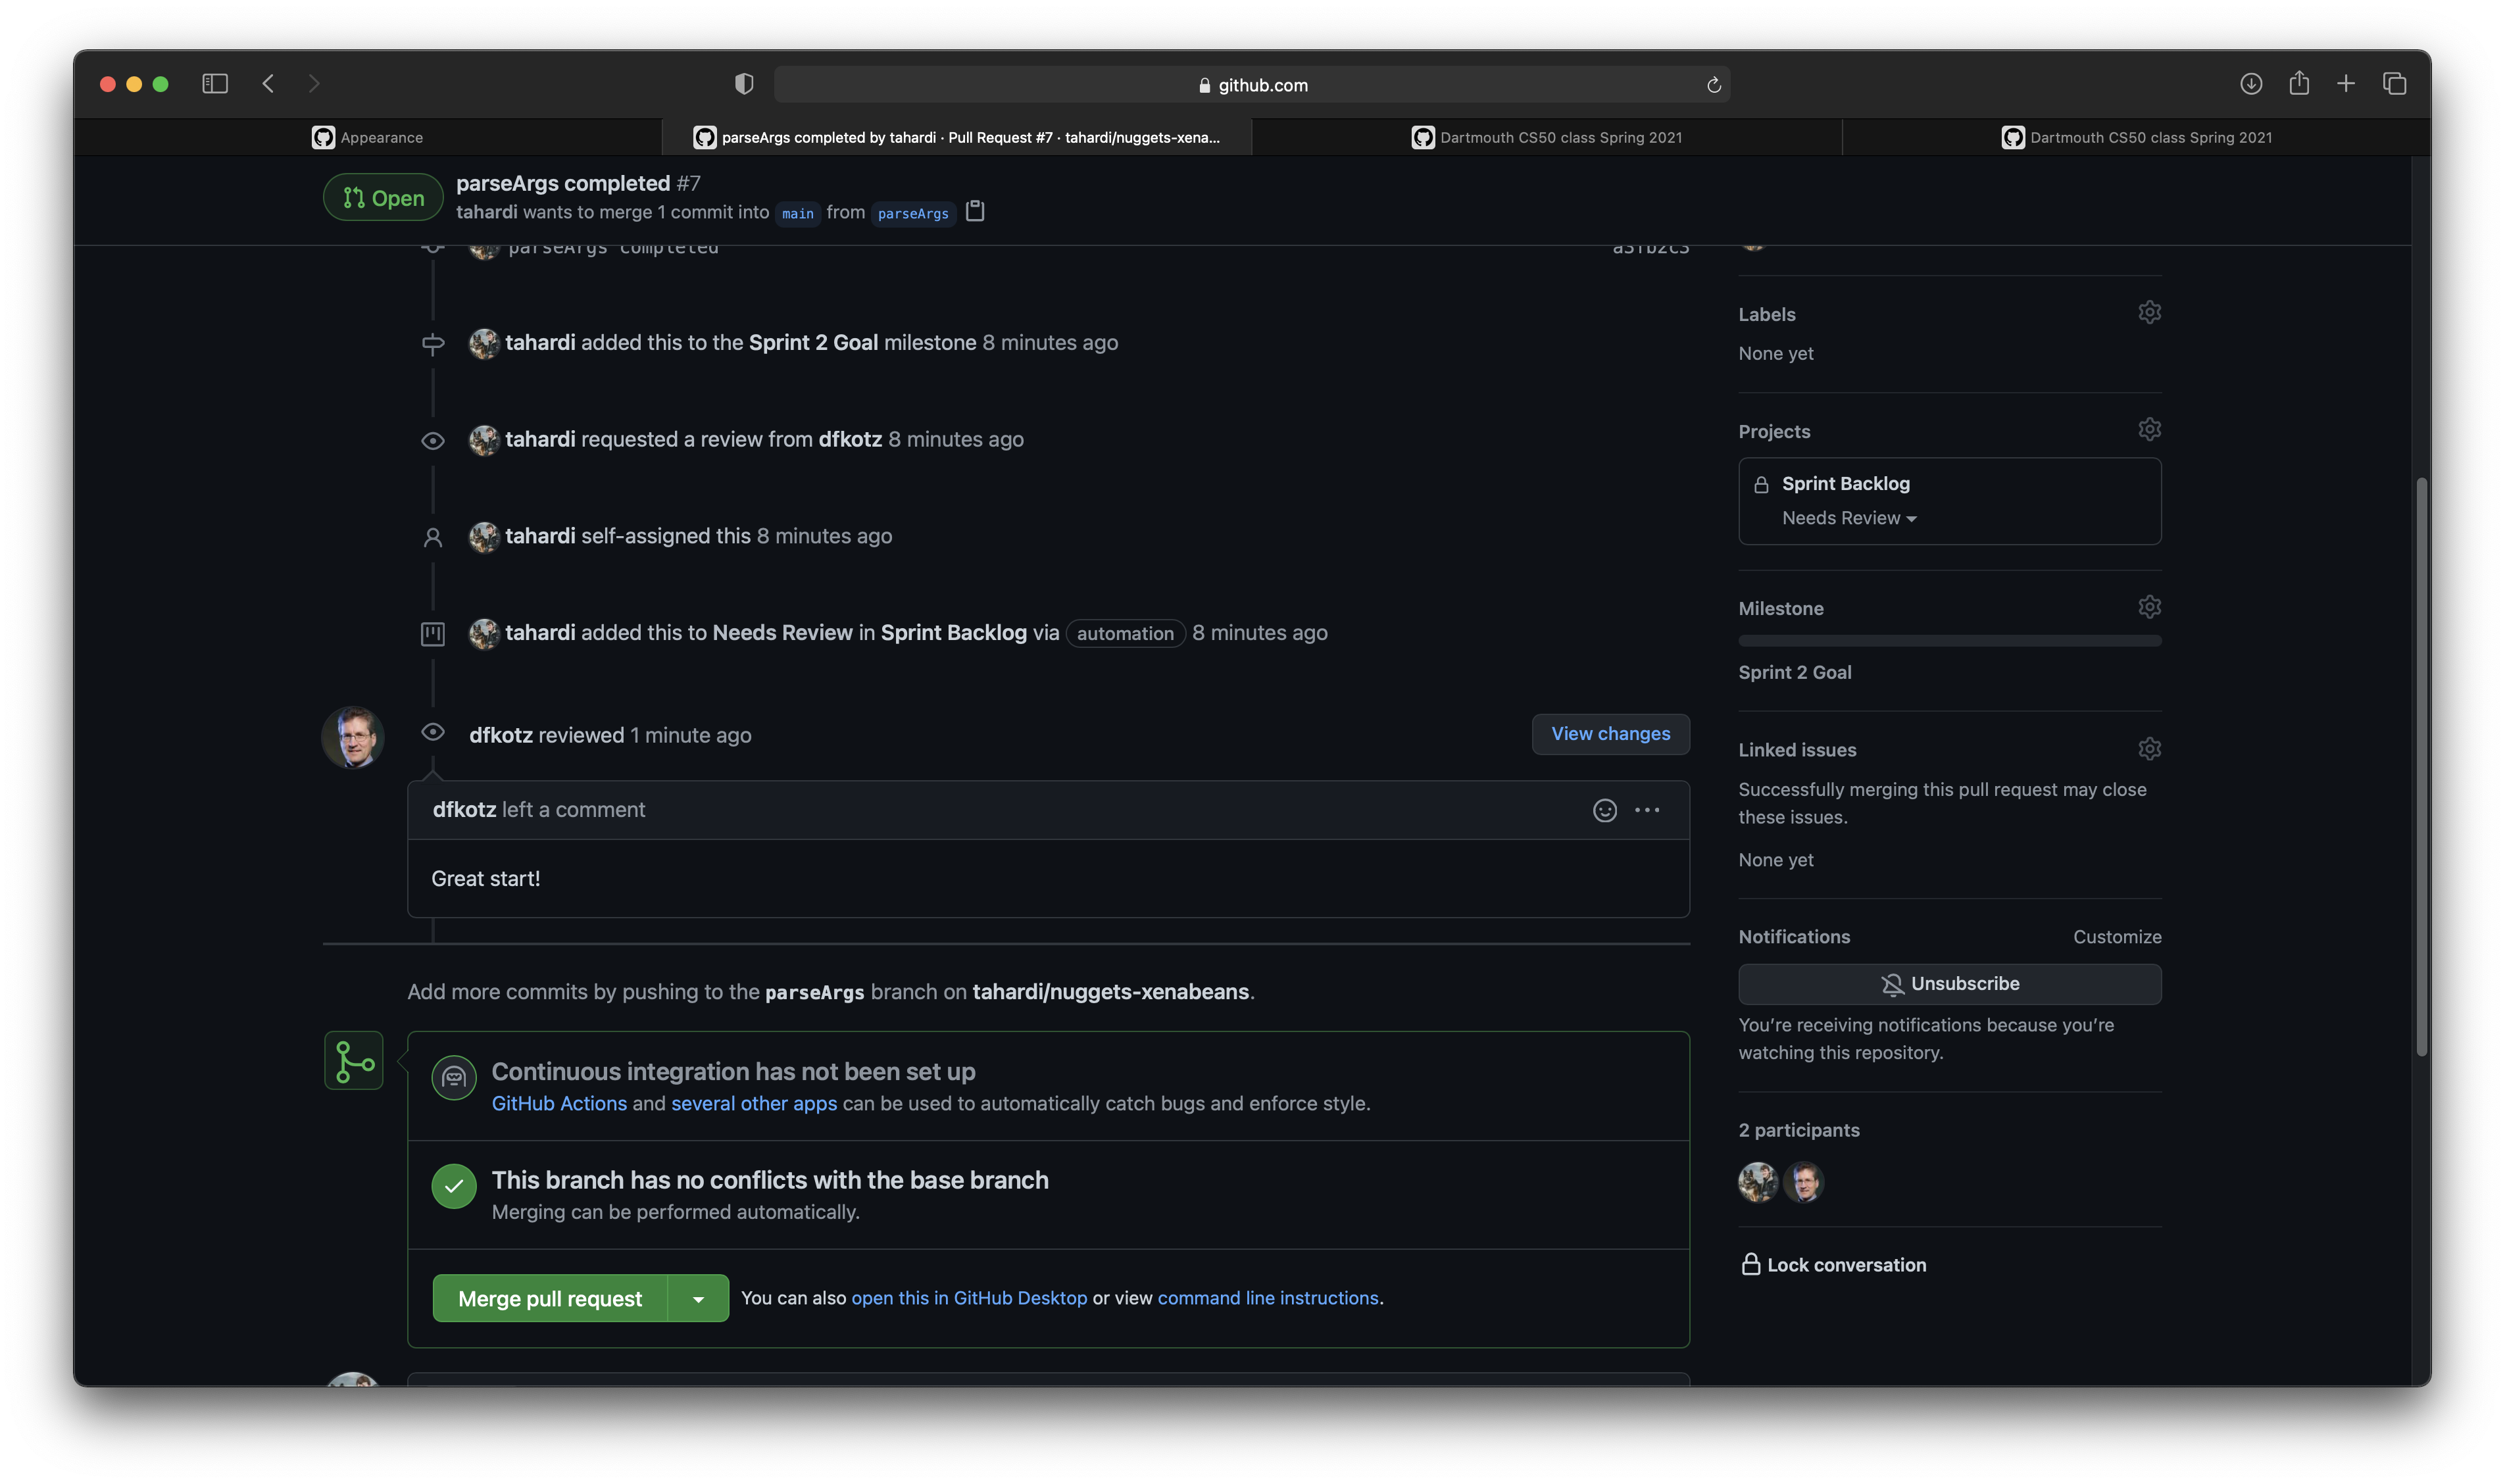 github.com
Appearance
parseArgs completed by tahardi · Pull Request #7 · tahardi/nuggets-xena...
Dartmouth CS50 class Spring 2021
Dartmouth CS50 class Spring 2021
Open
parseArgs completed #7
tahardi wants to merge 1 commit into main from parseArgs
parseArgs completed
a3fb2c3
tahardi added this to the Sprint 2 Goal milestone 8 minutes ago
tahardi requested a review from dfkotz 8 minutes ago
tahardi self-assigned this 8 minutes ago
tahardi added this to Needs Review in Sprint Backlog via automation 8 minutes ago
dfkotz reviewed 1 minute ago
View changes
dfkotz left a comment
Great start!
Add more commits by pushing to the parseArgs branch on tahardi/nuggets-xenabeans.
Continuous integration has not been set up
GitHub Actions and several other apps can be used to automatically catch bugs and enforce style.
This branch has no conflicts with the base branch
Merging can be performed automatically.
Merge pull request
You can also open this in GitHub Desktop or view command line instructions.
Labels
None yet
Projects
Sprint Backlog
Needs Review
Milestone
Sprint 2 Goal
Linked issues
Successfully merging this pull request may close
these issues.
None yet
Notifications
Customize
Unsubscribe
You're receiving notifications because you're
watching this repository.
2 participants
Lock conversation